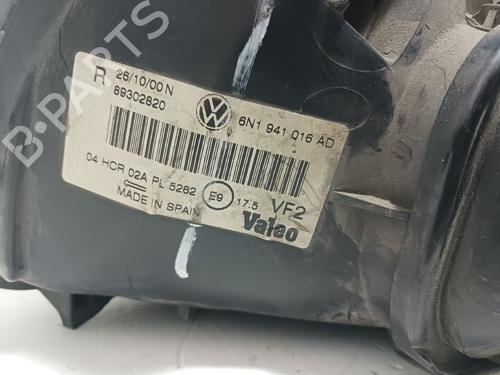 R 26/10/00 N
89302820
6N1 941 016 AD
04 HCR 02A PL 5262
E9
17.5
VF2
MADE IN SPAIN
Valeo
B-PARTS